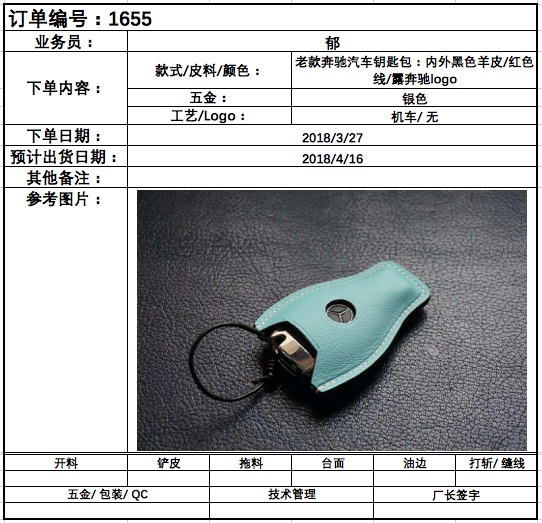 订单编号：1655
业务员：
郁
下单内容：
款式/皮料/颜色：
老款奔驰汽车钥匙包：内外黑色羊皮/红色
线/露奔驰logo
五金：
银色
工艺/Logo：
机车/ 无
下单日期：
2018/3/27
预计出货日期：
2018/4/16
其他备注：
参考图片：
开料
铲皮
拖料
台面
油边
打斩/ 缝线
五金/ 包装/ QC
技术管理
厂长签字